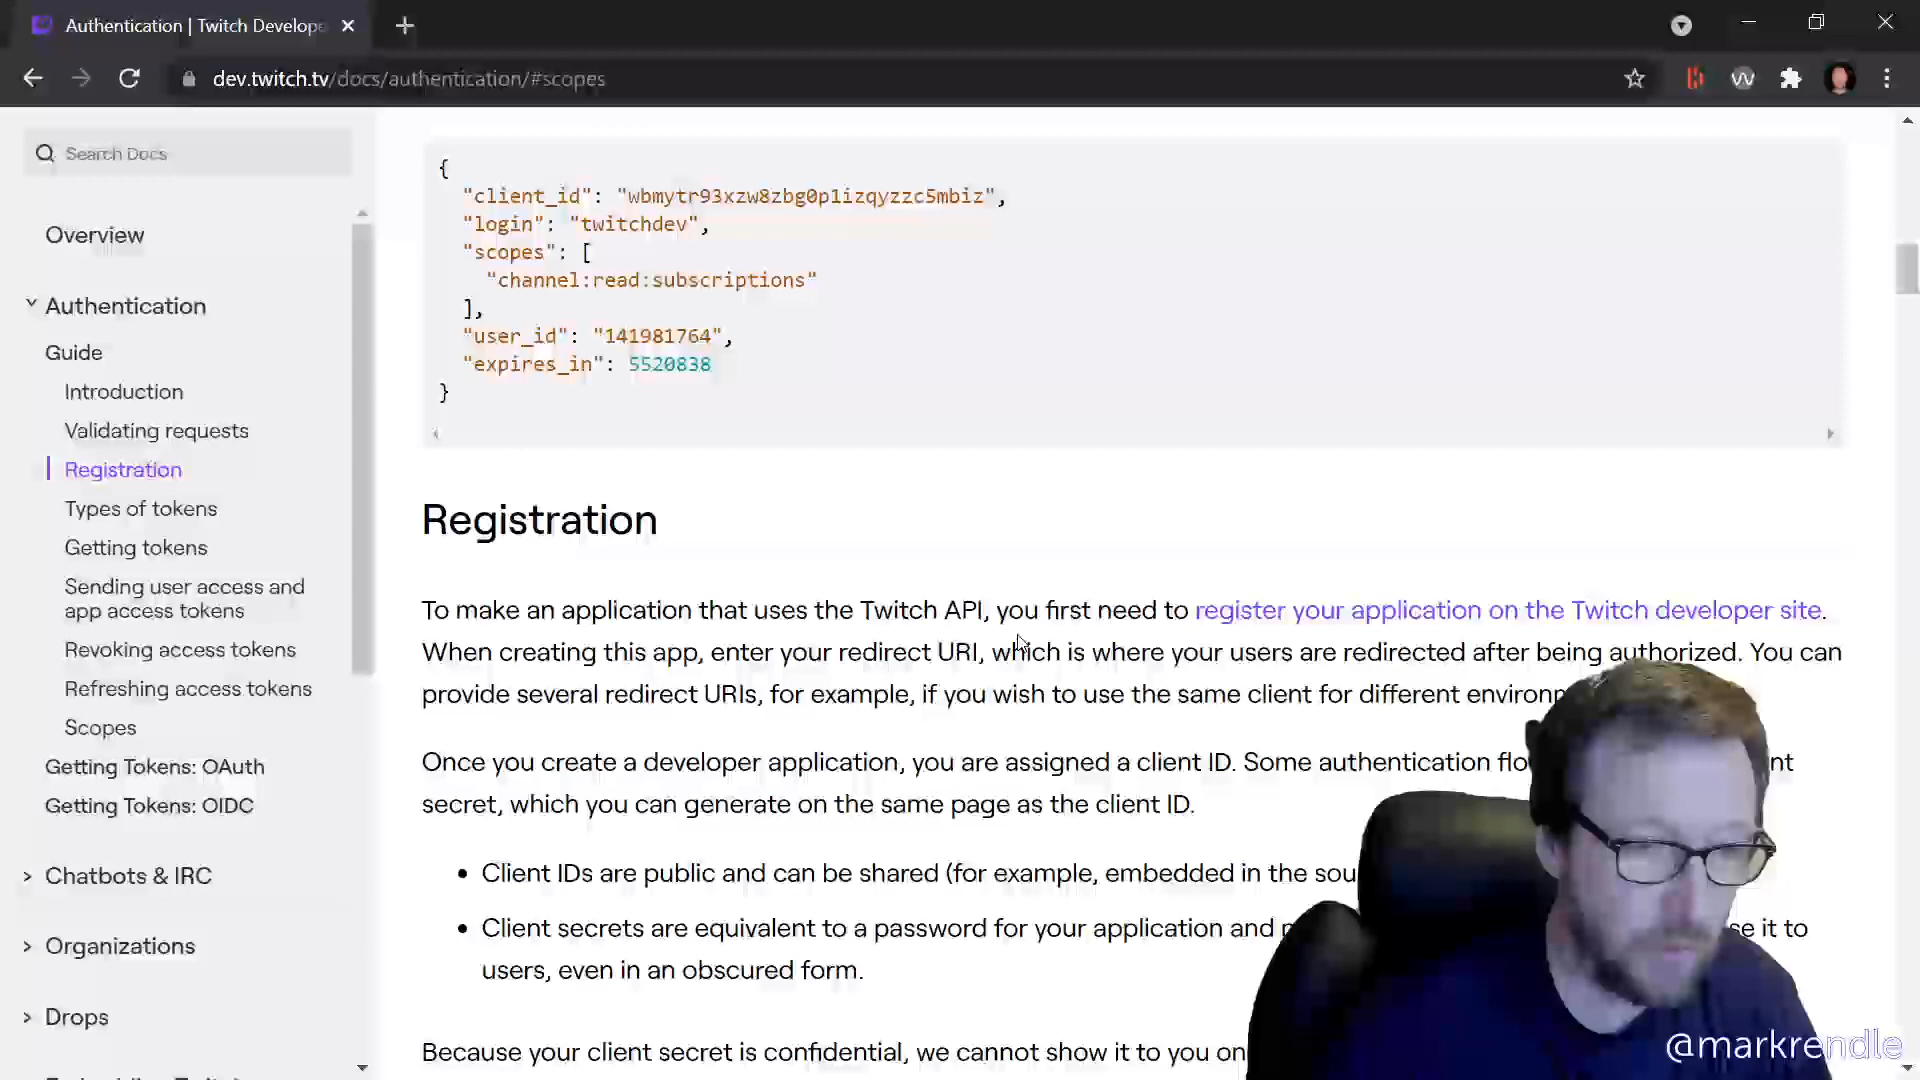 Authentication | Twitch Develope
dev.twitch.tv/docs/authentication/#scopes
Search Docs
Overview
Authentication
Guide
Introduction
Validating requests
Registration
Types of tokens
Getting tokens
Sending user access and
app access tokens
Revoking access tokens
Refreshing access tokens
Scopes
Getting Tokens: OAuth
Getting Tokens: OIDC
Chatbots & IRC
Organizations
Drops
{
"client_id": "wbmytr93xzw8zbg0p1izqyzzc5mbiz",
"login": "twitchdev",
"scopes": [
"channel:read:subscriptions"
],
"user_id": "141981764",
"expires_in": 5520838
}
Registration
To make an application that uses the Twitch API, you first need to register your application on the Twitch developer site.
When creating this app, enter your redirect URI, which is where your users are redirected after being authorized. You can
provide several redirect URIs, for example, if you wish to use the same client for different environ
Once you create a developer application, you are assigned a client ID. Some authentication flo nt
secret, which you can generate on the same page as the client ID.
• Client IDs are public and can be shared (for example, embedded in the sou
• Client secrets are equivalent to a password for your application and se it to
users, even in an obscured form.
Because your client secret is confidential, we cannot show it to you on
@markrendle